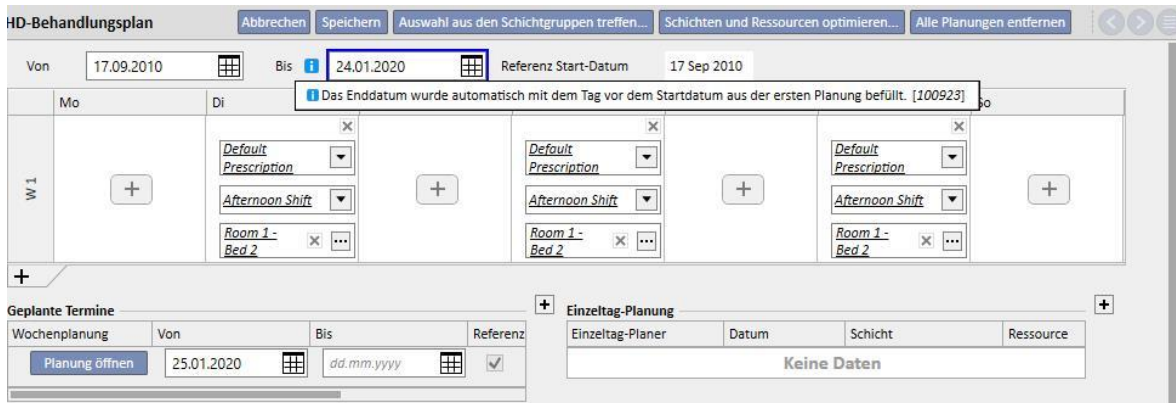 HD-Behandlungsplan Abbrechen Speichern Auswahl aus den Schichtgruppen treffen... Schichten und Ressourcen optimieren... Alle Planungen entfernen
Von 17.09.2010 Bis 24.01.2020 Referenz Start-Datum 17 Sep 2010
Das Enddatum wurde automatisch mit dem Tag vor dem Startdatum aus der ersten Planung befüllt. [100923]
Mo Di So
W 1
Default Prescription
Afternoon Shift
Room 1 - Bed 2
Default Prescription
Afternoon Shift
Room 1 - Bed 2
Default Prescription
Afternoon Shift
Room 1 - Bed 2
Geplante Termine
Wochenplanung Von Bis Referenz
Planung öffnen 25.01.2020 dd.mm.yyyy
Einzeltag-Planung
Einzeltag-Planer Datum Schicht Ressource
Keine Daten